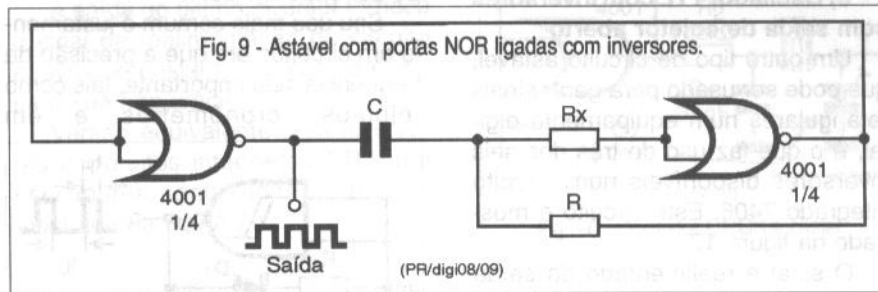 Fig. 9 - Astável com portas NOR ligadas com inversores.
C
Rx
4001
1/4
4001
1/4
R
Saída
(PR/digi08/09)